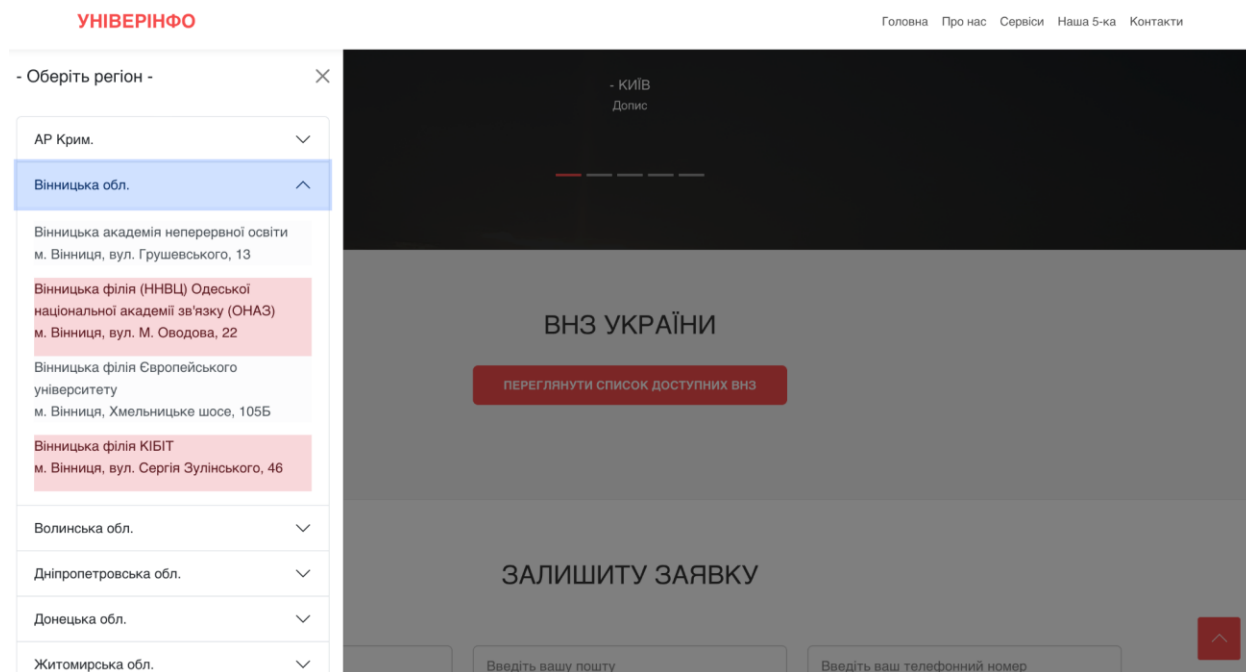 УНІВЕРІНФО
Головна Про нас Сервіси Наша 5-ка Контакти
- Оберіть регіон -
АР Крим.
Вінницька обл.
Вінницька академія неперервної освіти
м. Вінниця, вул. Грушевського, 13
Вінницька філія (ННВЦ) Одеської
національної академії зв'язку (ОНАЗ)
м. Вінниця, вул. М. Оводова, 22
Вінницька філія Європейського
університету
м. Вінниця, Хмельницьке шосе, 105Б
Вінницька філія КІБІТ
м. Вінниця, вул. Сергія Зулінського, 46
Волинська обл.
Дніпропетровська обл.
Донецька обл.
Житомирська обл.
- КИЇВ
Допис
ВНЗ УКРАЇНИ
ПЕРЕГЛЯНУТИ СПИСОК ДОСТУПНИХ ВНЗ
ЗАЛИШИТУ ЗАЯВКУ
Введіть вашу пошту
Введіть ваш телефонний номер